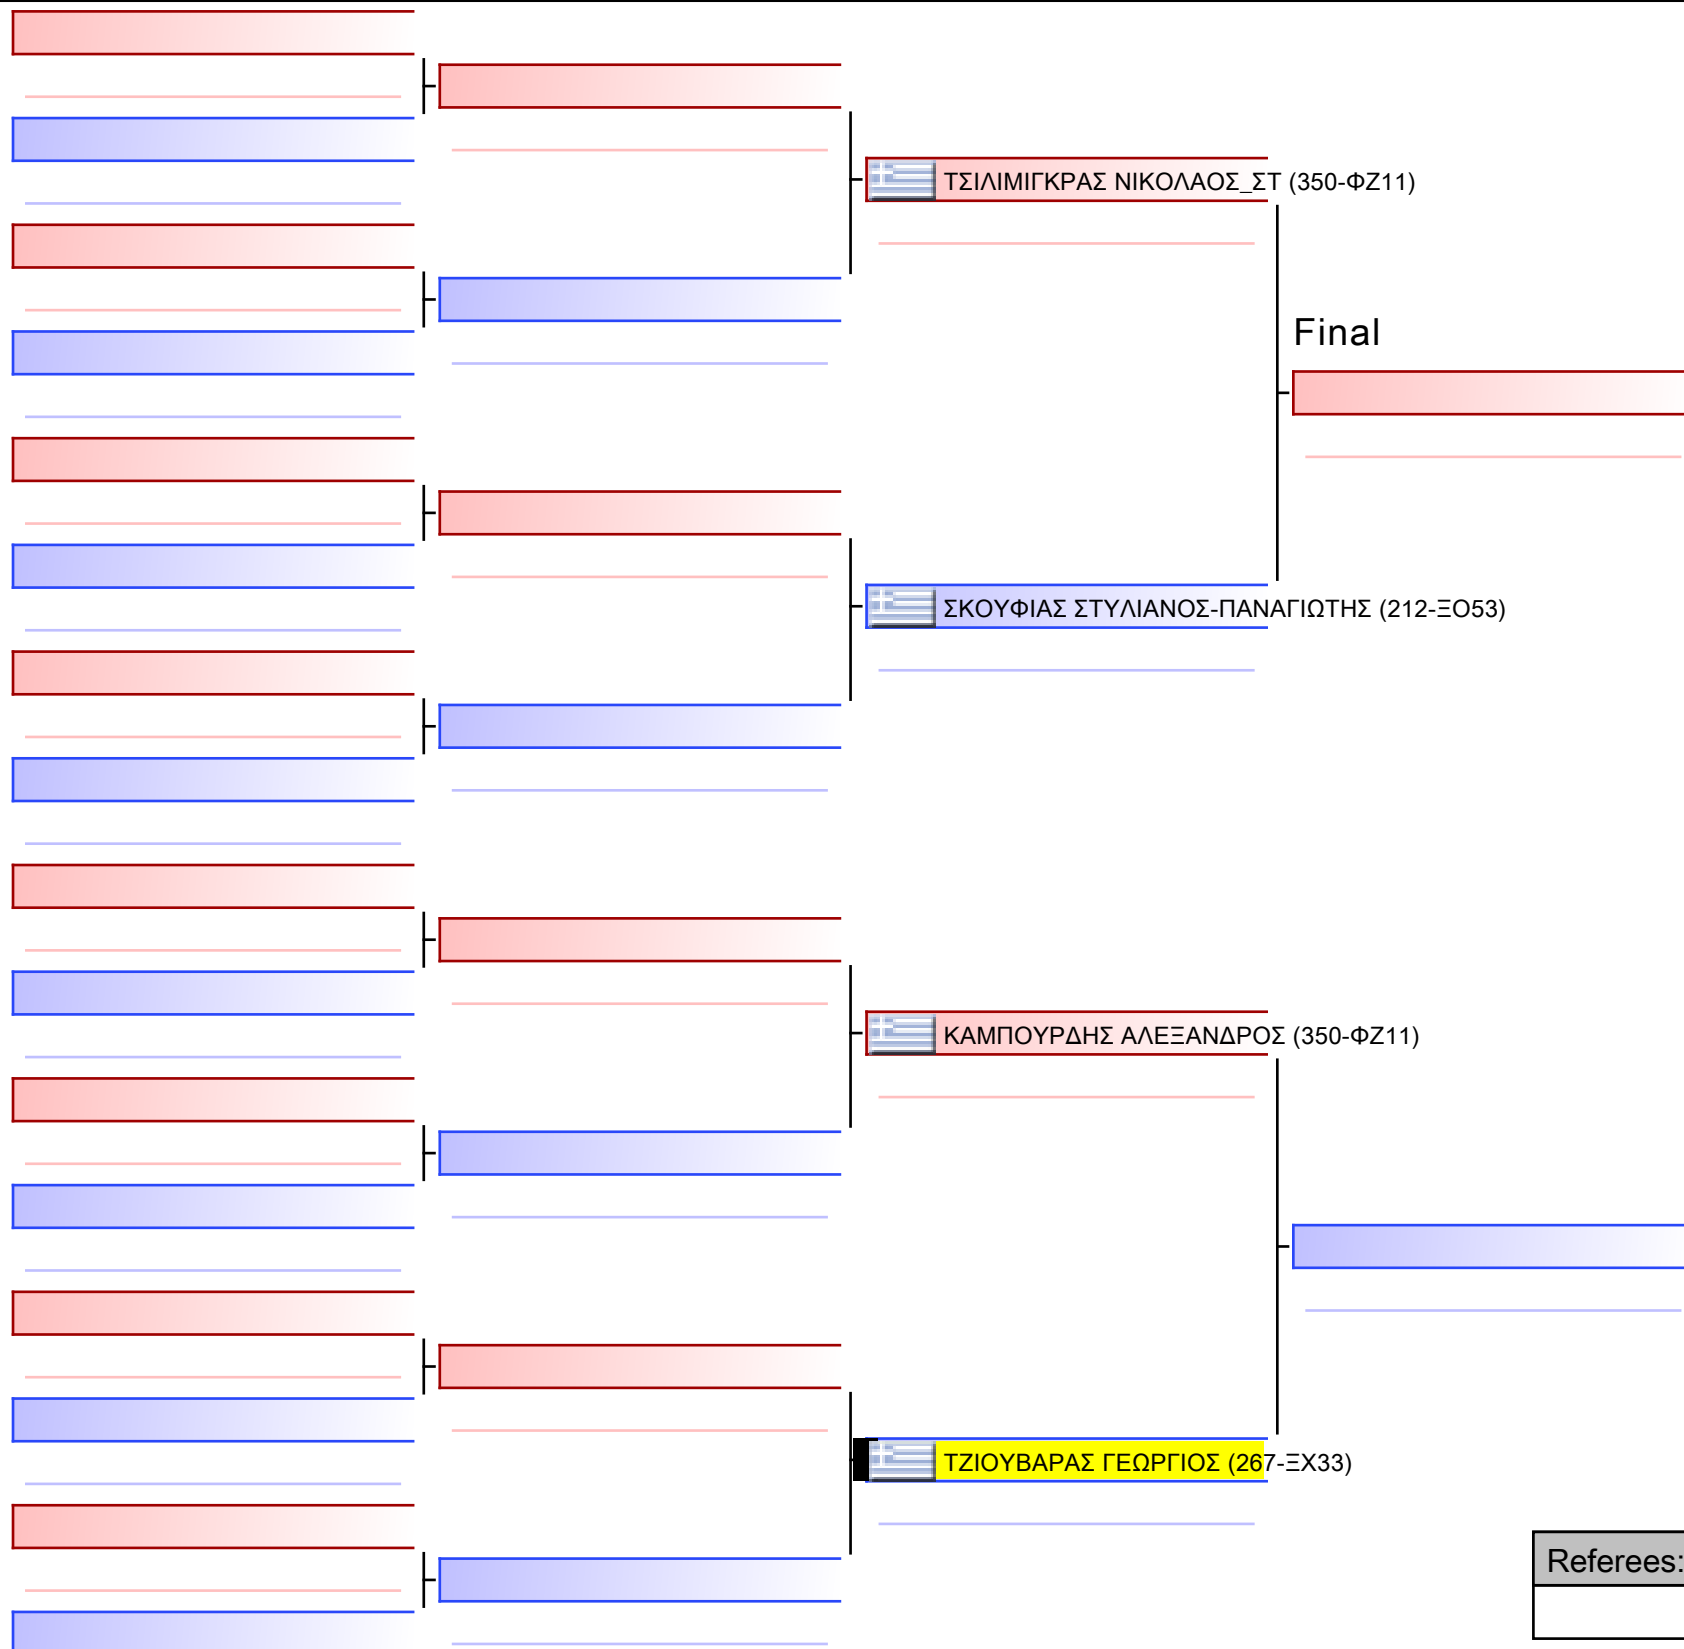 ΤΣΙΛΙΜΙΓΚΡΑΣ ΝΙΚΟΛΑΟΣ_ΣΤ (350-ΦΖ11)
Final
ΣΚΟΥΦΙΑΣ ΣΤΥΛΙΑΝΟΣ-ΠΑΝΑΓΙΩΤΗΣ (212-ΞΟ53)
ΚΑΜΠΟΥΡΔΗΣ ΑΛΕΞΑΝΔΡΟΣ (350-ΦΖ11)
ΤΖΙΟΥΒΑΡΑΣ ΓΕΩΡΓΙΟΣ (267-ΞΧ33)
Referees: